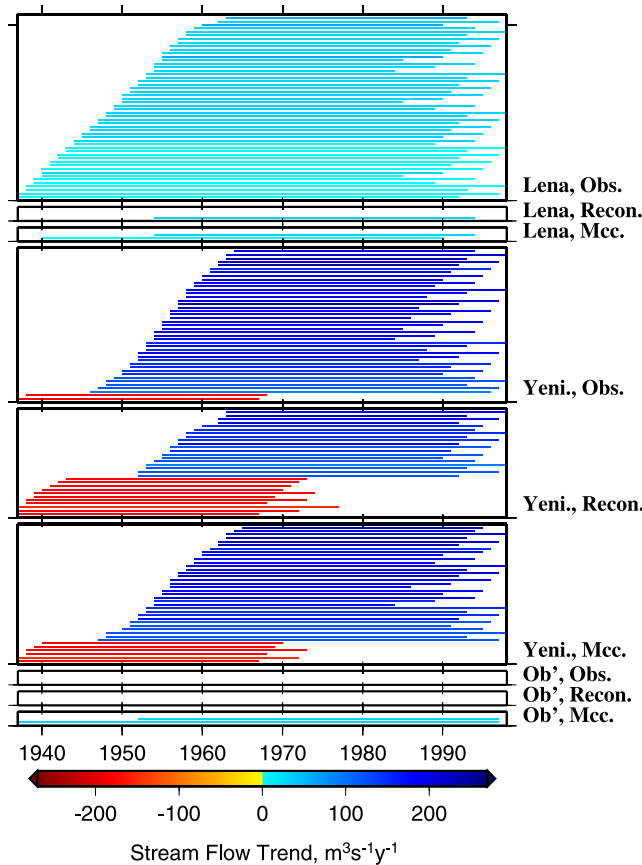 Lena, Obs.
Lena, Recon.
Lena, Mcc.
Yeni., Obs.
Yeni., Recon.
Yeni., Mcc.
Ob’, Obs.
Ob’, Recon.
Ob’, Mcc.
1940 1950 1960 1970 1980 1990
-200 -100 0 100 200
Stream Flow Trend, m³s⁻¹y⁻¹